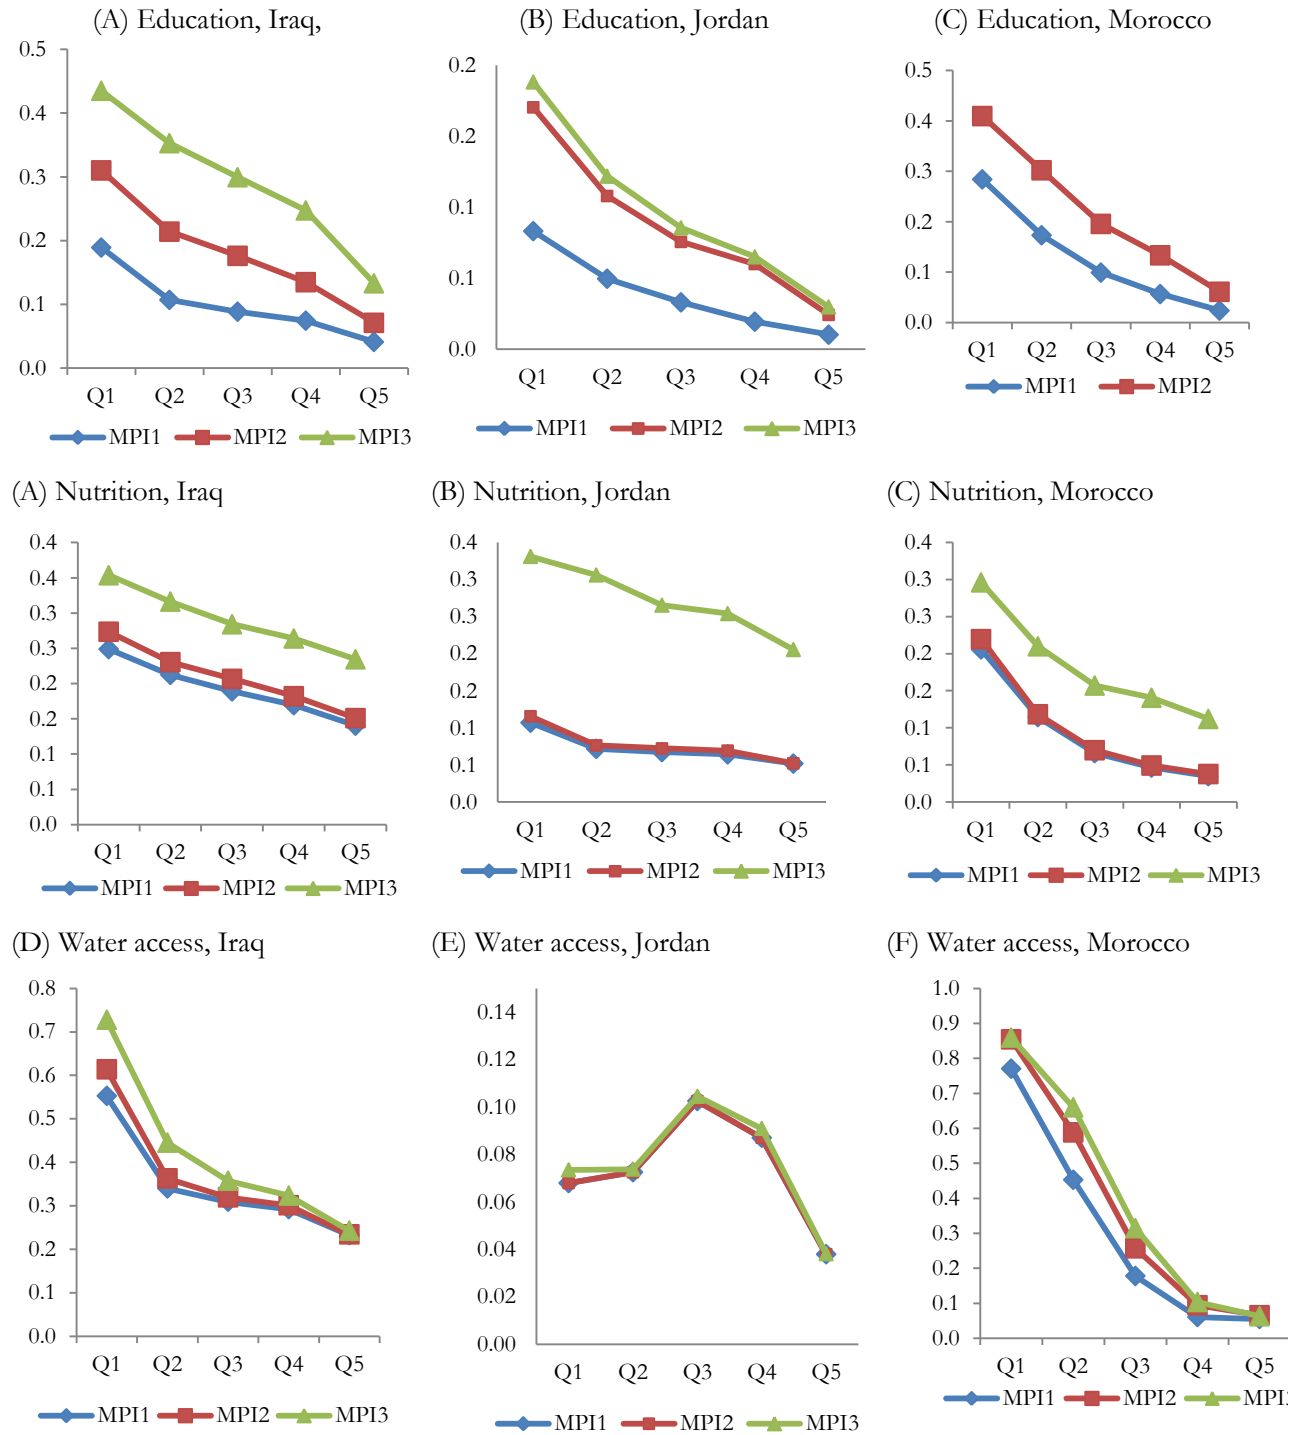 (A) Education, Iraq,
0.5
0.4
0.3
0.2
0.1
0.0
Q1 Q2 Q3 Q4 Q5
MPI1 MPI2 MPI3
(B) Education, Jordan
0.2
0.2
0.1
0.1
0.0
Q1 Q2 Q3 Q4 Q5
MPI1 MPI2 MPI3
(C) Education, Morocco
0.5
0.4
0.3
0.2
0.1
0.0
Q1 Q2 Q3 Q4 Q5
MPI1 MPI2
(A) Nutrition, Iraq
0.4
0.4
0.3
0.3
0.2
0.2
0.1
0.1
0.0
Q1 Q2 Q3 Q4 Q5
MPI1 MPI2 MPI3
(B) Nutrition, Jordan
0.4
0.3
0.3
0.2
0.2
0.1
0.1
0.0
Q1 Q2 Q3 Q4 Q5
MPI1 MPI2 MPI3
(C) Nutrition, Morocco
0.4
0.3
0.3
0.2
0.2
0.1
0.1
0.0
Q1 Q2 Q3 Q4 Q5
MPI1 MPI2 MPI3
(D) Water access, Iraq
0.8
0.7
0.6
0.5
0.4
0.3
0.2
0.1
0.0
Q1 Q2 Q3 Q4 Q5
MPI1 MPI2 MPI3
(E) Water access, Jordan
0.14
0.12
0.10
0.08
0.06
0.04
0.02
0.00
Q1 Q2 Q3 Q4 Q5
MPI1 MPI2 MPI3
(F) Water access, Morocco
1.0
0.9
0.8
0.7
0.6
0.5
0.4
0.3
0.2
0.1
0.0
Q1 Q2 Q3 Q4 Q5
MPI1 MPI2